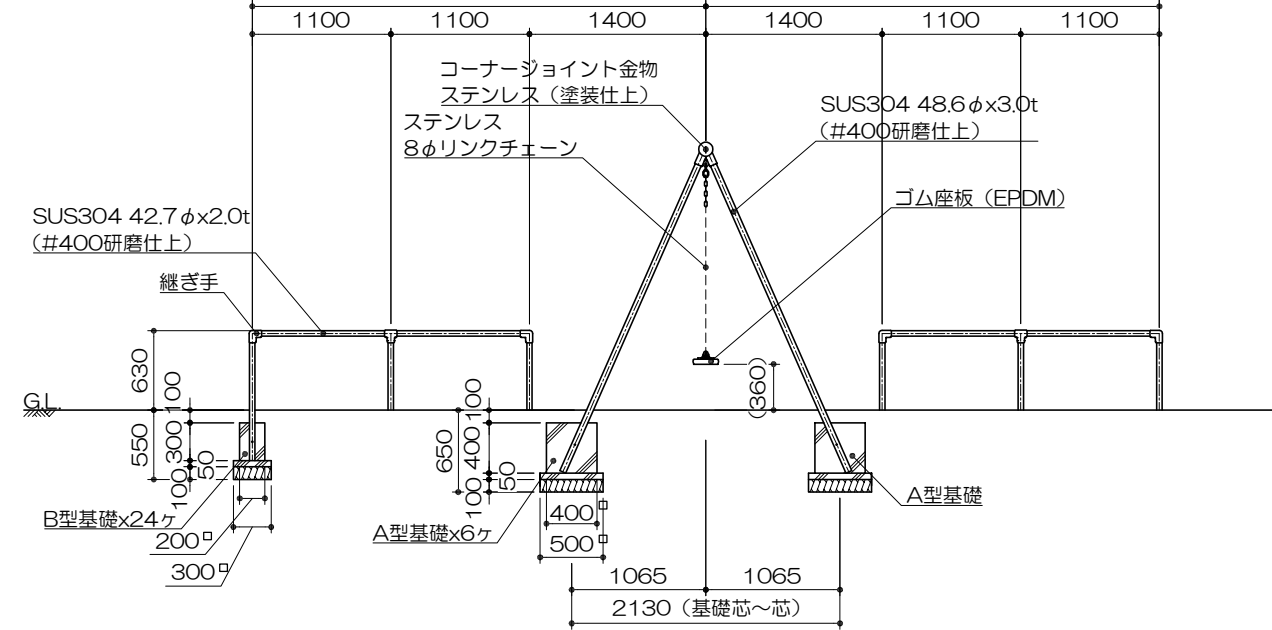 1100
1100
1400
1400
1100
1100
コーナージョイント金物
ステンレス（塗装仕上）
ステンレス
8φリンクチェーン
SUS304 48.6φx3.0t
（#400研磨仕上）
ゴム座板（EPDM）
SUS304 42.7φx2.0t
（#400研磨仕上）
継ぎ手
630
(360)
G.L.
100
550
300
50
100
100
650
400
50
100
B型基礎x24ヶ
200□
300□
A型基礎x6ヶ
400□
500□
A型基礎
1065
1065
2130（基礎芯～芯）